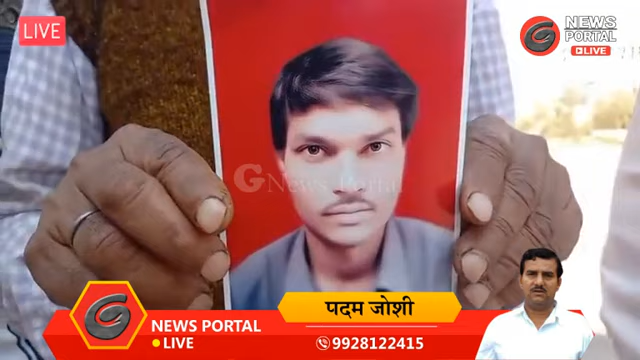 LIVE
NEWS
PORTAL
LIVE
G News Portal
पदम जोशी
NEWS PORTAL
LIVE
9928122415